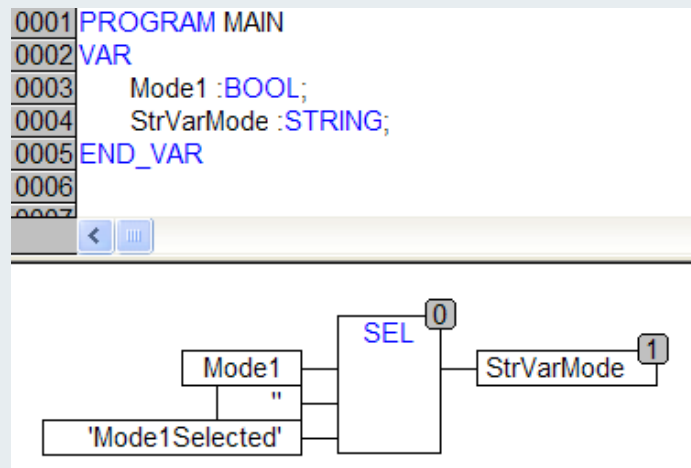 0001 PROGRAM MAIN
0002 VAR
0003 Mode1 :BOOL;
0004 StrVarMode :STRING;
0005 END_VAR
0006
0007
0
SEL
1
Mode1
StrVarMode
''
'Mode1Selected'